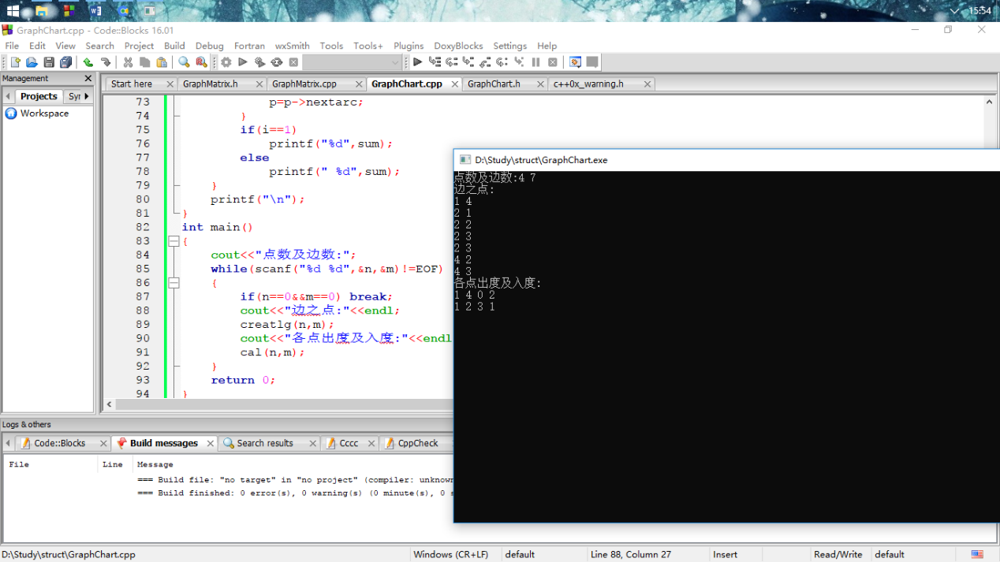 15:54
GraphChart.cpp - Code::Blocks 16.01
File Edit View Search Project Build Debug Fortran wxSmith Tools Tools+ Plugins DoxyBlocks Settings Help
Management
Projects
Workspace
Start here GraphMatrix.h GraphMatrix.cpp GraphChart.cpp GraphChart.h c++0x_warning.h
73 p=p->nextarc;
74 }
75 if(i==1)
76 printf("%d",sum);
77 else
78 printf(" %d",sum);
79 }
80 printf("\n");
81 }
82 int main()
83 {
84 cout<<"点数及边数:";
85 while(scanf("%d %d",&n,&m)!=EOF)
86 {
87 if(n==0&&m==0) break;
88 cout<<"边之点:"<<endl;
89 creatlg(n,m);
90 cout<<"各点出度及入度:"<<endl
91 cal(n,m);
92 }
93 return 0;
94 }
D:\Study\struct\GraphChart.exe
点数及边数:4 7
边之点:
1 4
2 1
2 2
2 3
2 3
4 2
4 3
各点出度及入度:
1 4 0 2
1 2 3 1
Logs & others
Code::Blocks Build messages Search results Cccc CppCheck
File Line Message
=== Build file: "no target" in "no project" (compiler: unknown
=== Build finished: 0 error(s), 0 warning(s) (0 minute(s), 0 s
D:\Study\struct\GraphChart.cpp Windows (CR+LF) default Line 88, Column 27 Insert Read/Write default